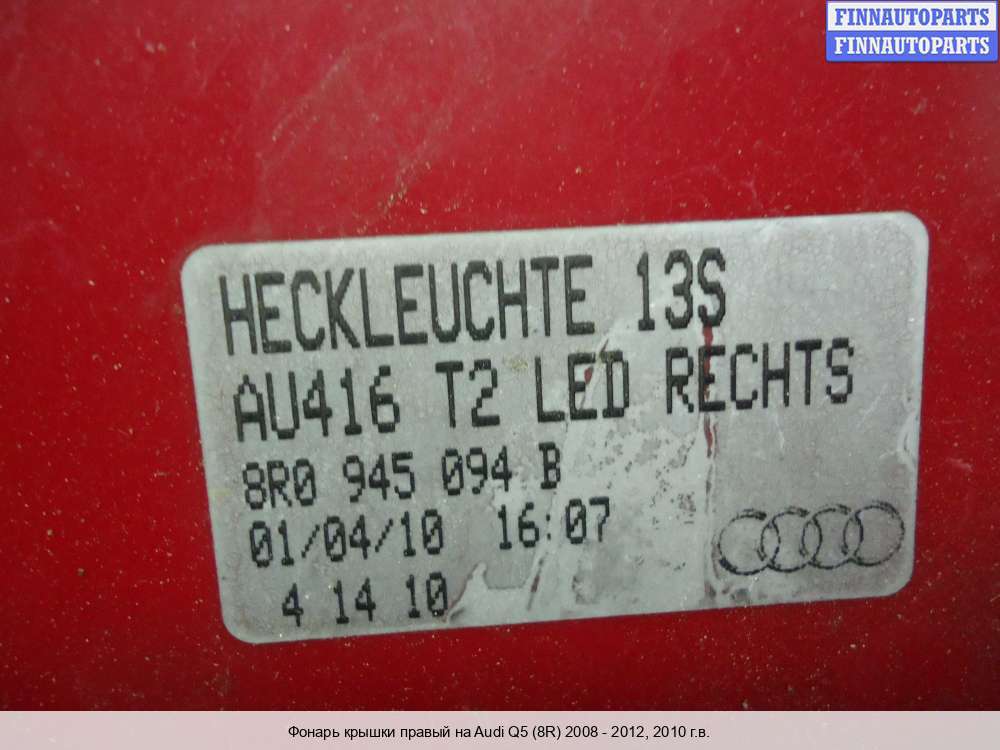 FINNAUTOPARTS
FINNAUTOPARTS
HECKLEUCHTE 13S
AU416 T2 LED RECHTS
8R0 945 094 B
01/04/10 16:07
4 14 10
Фонарь крышки правый на Audi Q5 (8R) 2008 - 2012, 2010 г.в.